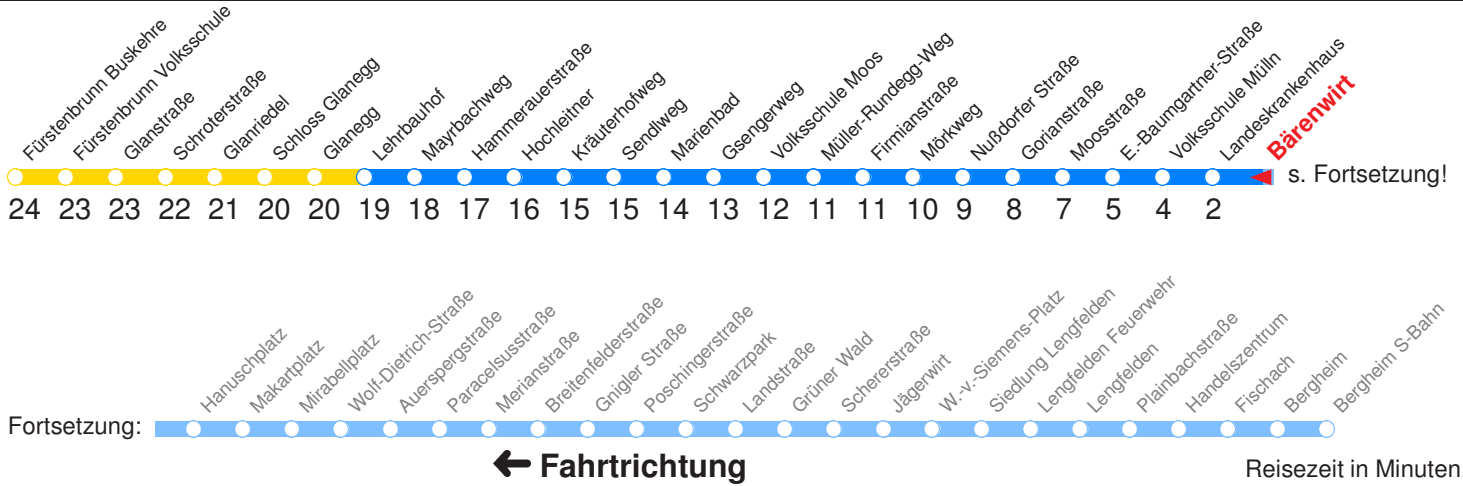 Fürstenbrunn Buskehre
Fürstenbrunn Volksschule
Glanstraße
Schroterstraße
Glanriedel
Schloss Glanegg
Glanegg
Lehrbauhof
Mayrbachweg
Hammerauerstraße
Hochleitner
Kräuterhofweg
Sendlweg
Marienbad
Gsengerweg
Volksschule Moos
Müller-Rundegg-Weg
Firmianstraße
Mörkweg
Nußdorfer Straße
Gorianstraße
Moosstraße
E.-Baumgartner-Straße
Volksschule Mülln
Landeskrankenhaus
Bärenwirt
s. Fortsetzung!
24 23 23 22 21 20 20 19 18 17 16 15 15 14 13 12 11 11 10 9 8 7 5 4 2
Hanuschplatz
Makartplatz
Mirabellplatz
Wolf-Dietrich-Straße
Auerspergstraße
Paracelsusstraße
Merianstraße
Breitenfelderstraße
Gnigler Straße
Poschingerstraße
Schwarzpark
Landstraße
Grüner Wald
Schererstraße
Jägerwirt
W.-v.-Siemens-Platz
Siedlung Lengfelden
Lengfelden Feuerwehr
Lengfelden
Plainbachstraße
Handelszentrum
Fischach
Bergheim
Bergheim S-Bahn
Fortsetzung:
Fahrtrichtung
Reisezeit in Minuten